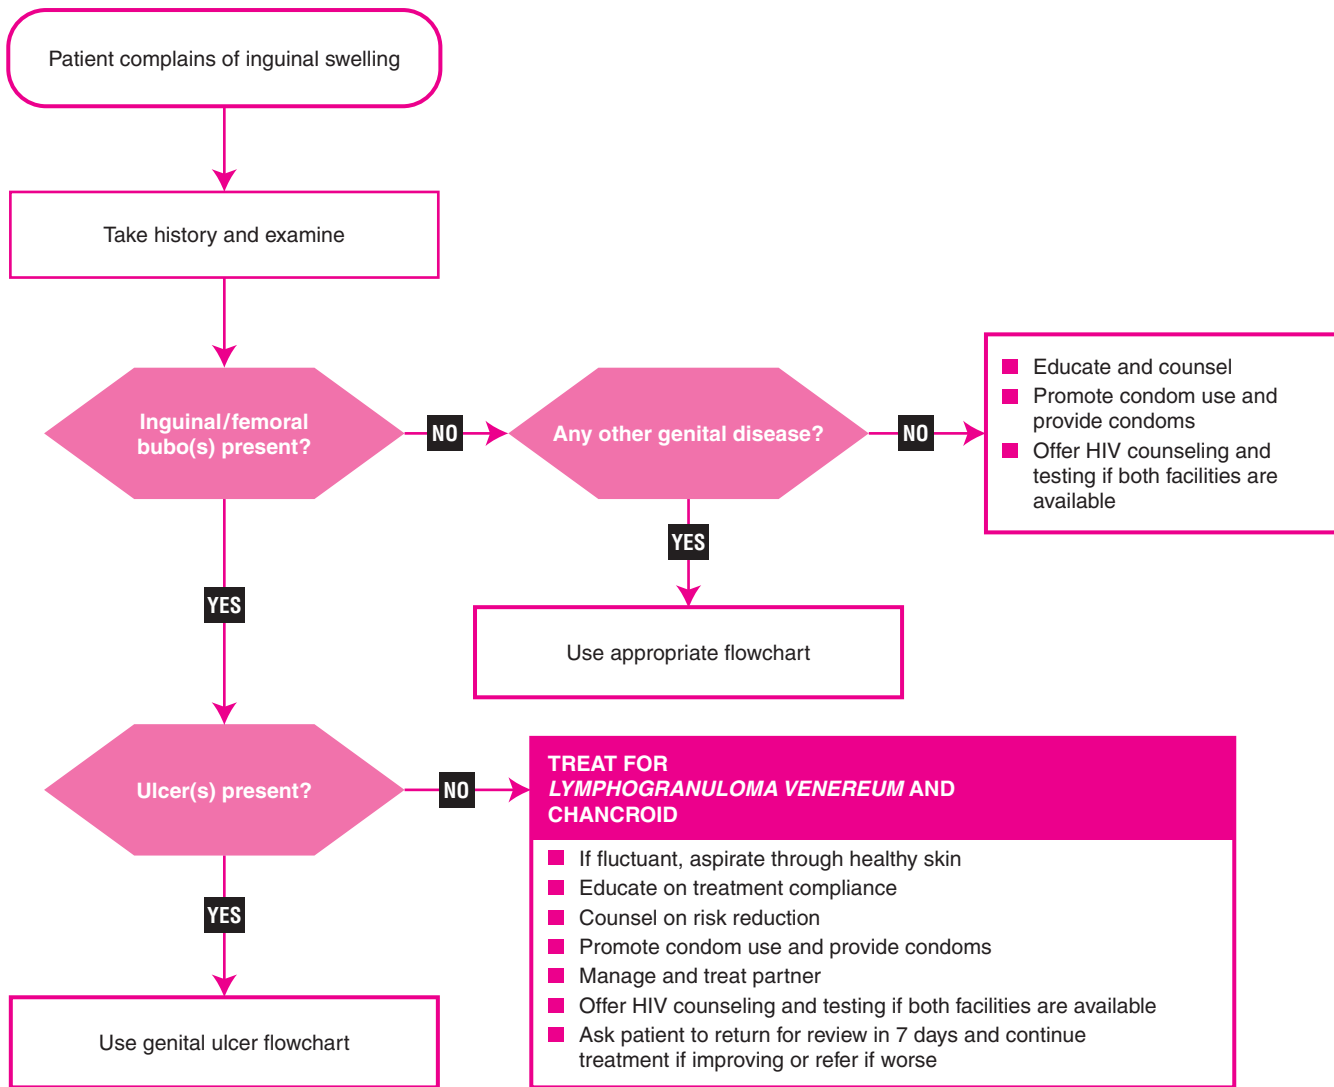 Patient complains of inguinal swelling
Take history and examine
Inguinal/femoral
bubo(s) present?
NO
Any other genital disease?
NO
Educate and counsel
Promote condom use and
provide condoms
Offer HIV counseling and
testing if both facilities are
available
YES
YES
Use appropriate flowchart
Ulcer(s) present?
NO
TREAT FOR
LYMPHOGRANULOMA VENEREUM AND
CHANCROID
If fluctuant, aspirate through healthy skin
Educate on treatment compliance
Counsel on risk reduction
Promote condom use and provide condoms
Manage and treat partner
Offer HIV counseling and testing if both facilities are available
Ask patient to return for review in 7 days and continue
treatment if improving or refer if worse
YES
Use genital ulcer flowchart